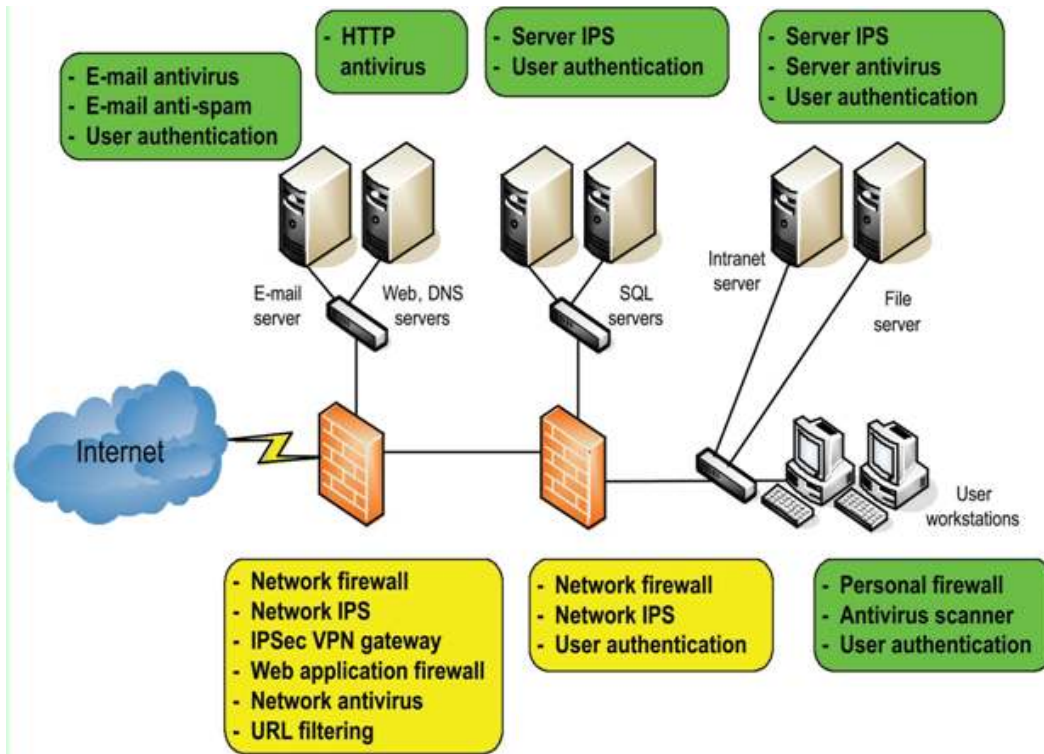 - E-mail antivirus
- E-mail anti-spam
- User authentication
- HTTP
antivirus
- Server IPS
- User authentication
- Server IPS
- Server antivirus
- User authentication
E-mail
server
Web, DNS
servers
SQL
servers
Intranet
server
File
server
Internet
User
workstations
- Network firewall
- Network IPS
- IPSec VPN gateway
- Web application firewall
- Network antivirus
- URL filtering
- Network firewall
- Network IPS
- User authentication
- Personal firewall
- Antivirus scanner
- User authentication